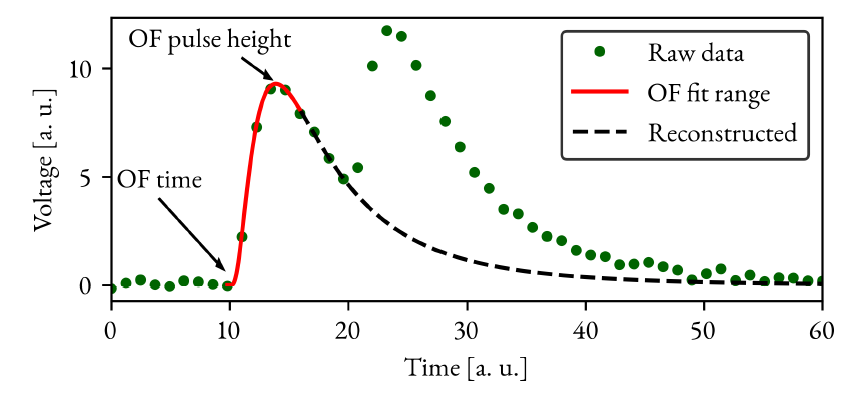 OF pulse height
Raw data
OF fit range
Reconstructed
OF time
Voltage [a. u.]
10
5
0
0 10 20 30 40 50 60
Time [a. u.]